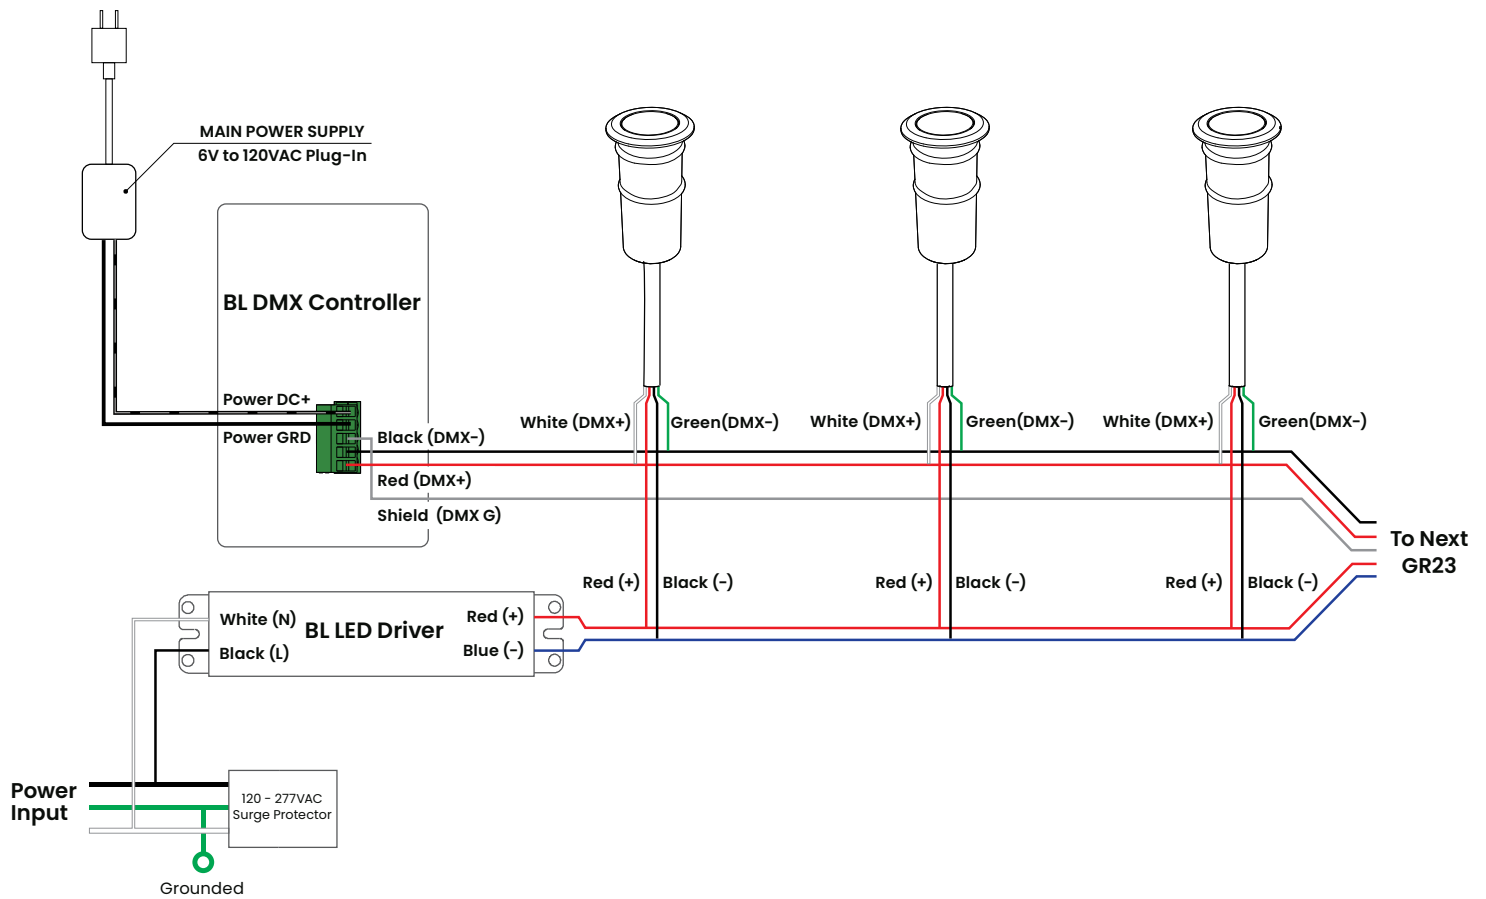 MAIN POWER SUPPLY
6V to 120VAC Plug-In
BL DMX Controller
Power DC+
Power GRD
Black (DMX-)
Red (DMX+)
Shield (DMX G)
White (DMX+)
Green(DMX-)
White (DMX+)
Green(DMX-)
White (DMX+)
Green(DMX-)
To Next
GR23
Red (+)
Black (-)
Red (+)
Black (-)
Red (+)
Black (-)
White (N)
BL LED Driver
Red (+)
Black (L)
Blue (-)
Power
Input
120 - 277VAC
Surge Protector
Grounded